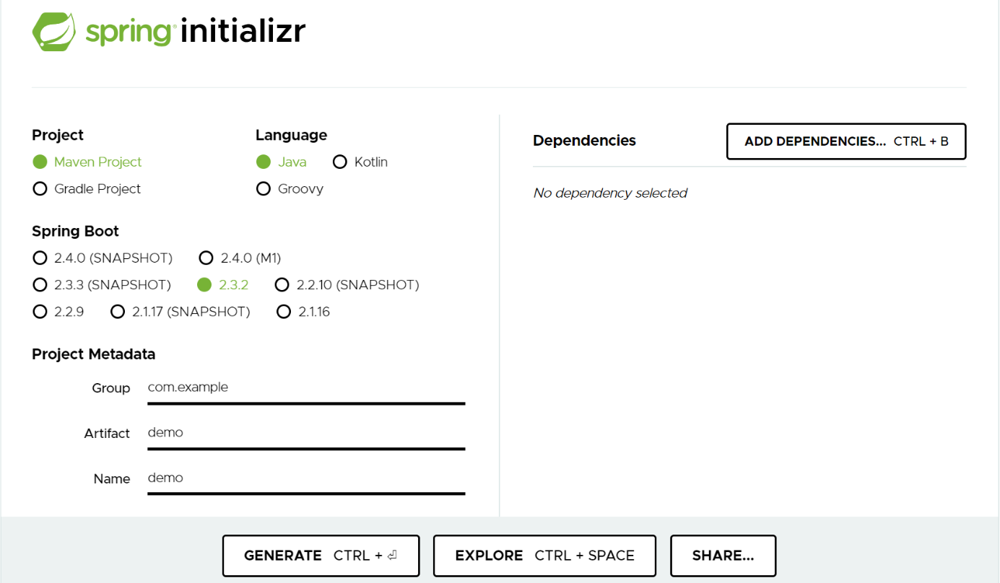 spring initializr
Project
Maven Project
Gradle Project
Language
Java Kotlin
Groovy
Spring Boot
2.4.0 (SNAPSHOT) 2.4.0 (M1)
2.3.3 (SNAPSHOT) 2.3.2 2.2.10 (SNAPSHOT)
2.2.9 2.1.17 (SNAPSHOT) 2.1.16
Project Metadata
Group com.example
Artifact demo
Name demo
Dependencies ADD DEPENDENCIES... CTRL + B
No dependency selected
GENERATE CTRL + ⏎ EXPLORE CTRL + SPACE SHARE...